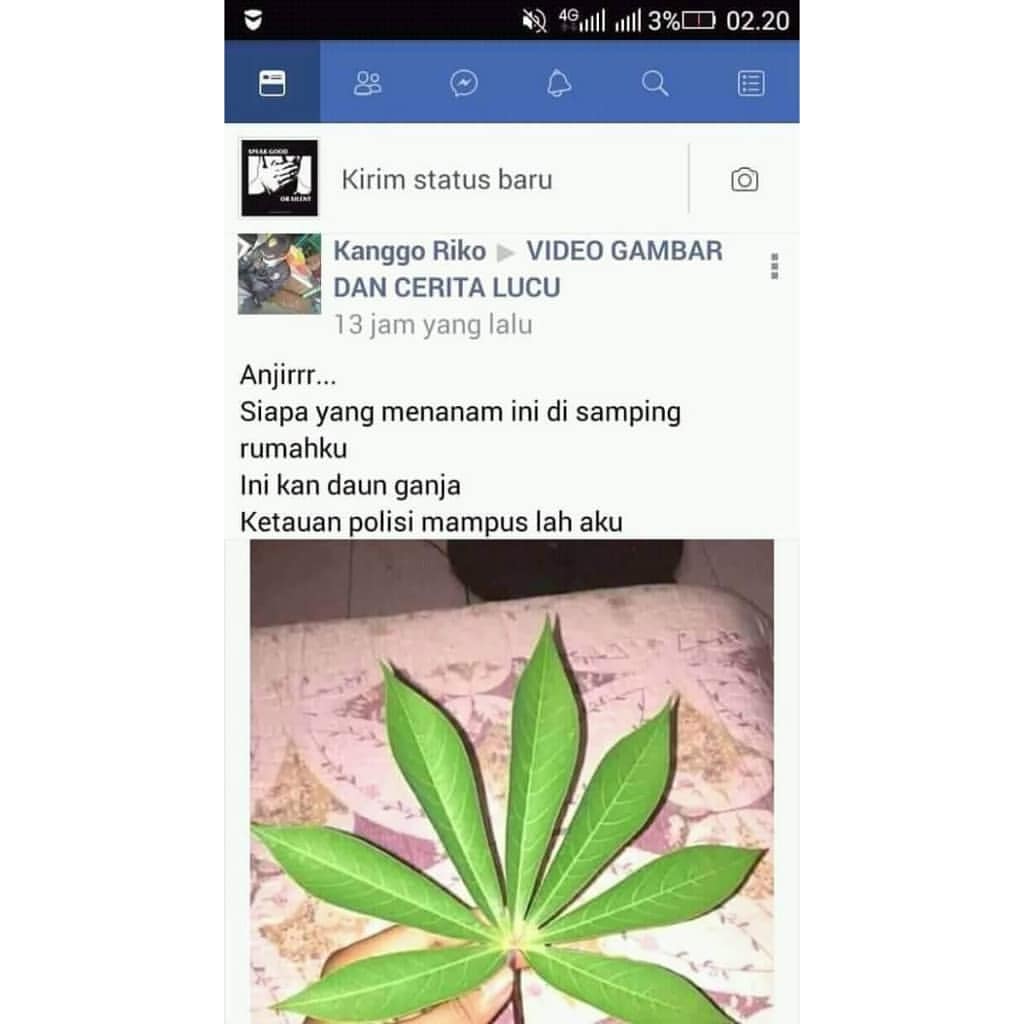 4G 3% 02.20
SPEAK GOOD
OR SILENT
Kirim status baru
Kanggo Riko ▶ VIDEO GAMBAR
DAN CERITA LUCU
13 jam yang lalu
Anjirrr...
Siapa yang menanam ini di samping
rumahku
Ini kan daun ganja
Ketauan polisi mampus lah aku